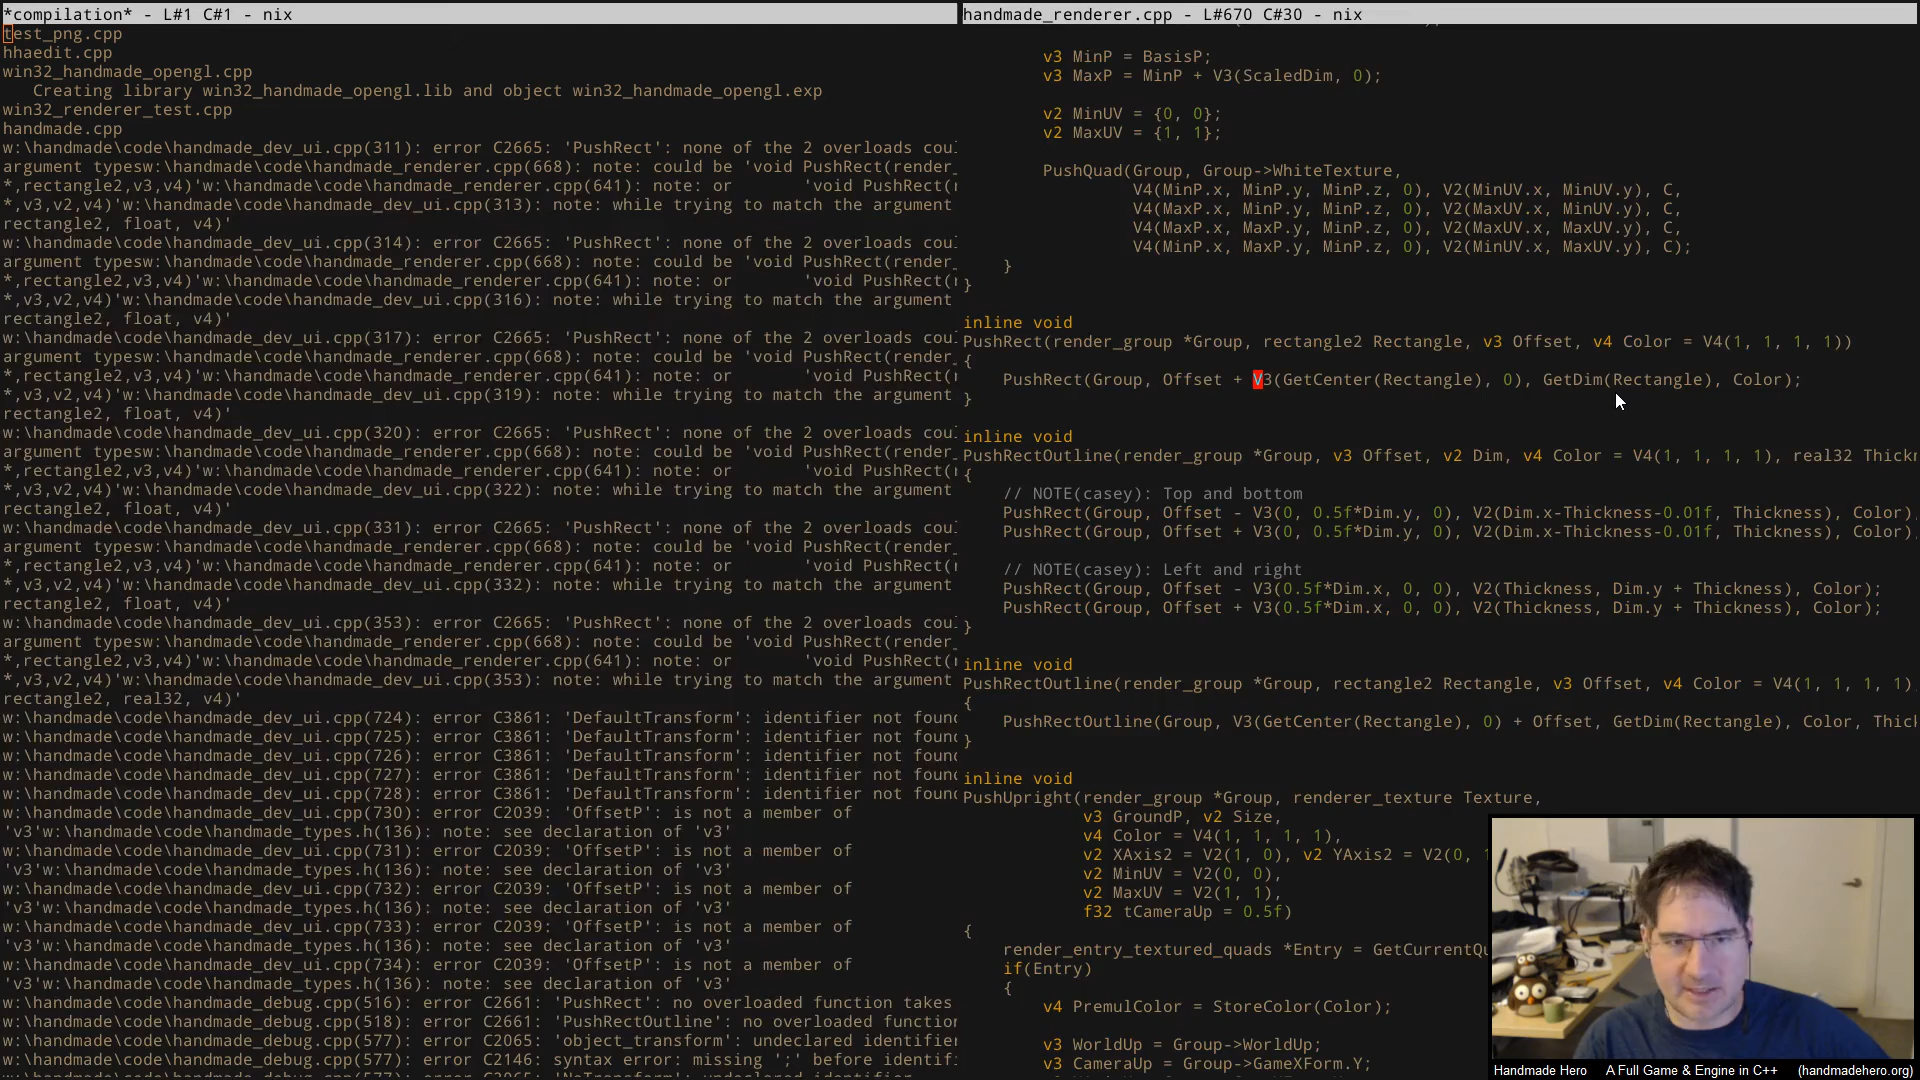 *compilation* - L#1 C#1 - nix
test_png.cpp
hhaedit.cpp
win32_handmade_opengl.cpp
   Creating library win32_handmade_opengl.lib and object win32_handmade_opengl.exp
win32_renderer_test.cpp
handmade.cpp
w:\handmade\code\handmade_dev_ui.cpp(311): error C2665: 'PushRect': none of the 2 overloads cou
argument typesw:\handmade\code\handmade_renderer.cpp(668): note: could be 'void PushRect(render_
*,rectangle2,v3,v4)'w:\handmade\code\handmade_renderer.cpp(641): note: or       'void PushRect(r
*,v3,v2,v4)'w:\handmade\code\handmade_dev_ui.cpp(313): note: while trying to match the argument
rectangle2, float, v4)'
w:\handmade\code\handmade_dev_ui.cpp(314): error C2665: 'PushRect': none of the 2 overloads cou
argument typesw:\handmade\code\handmade_renderer.cpp(668): note: could be 'void PushRect(render_
*,rectangle2,v3,v4)'w:\handmade\code\handmade_renderer.cpp(641): note: or       'void PushRect(r
*,v3,v2,v4)'w:\handmade\code\handmade_dev_ui.cpp(316): note: while trying to match the argument
rectangle2, float, v4)'
w:\handmade\code\handmade_dev_ui.cpp(317): error C2665: 'PushRect': none of the 2 overloads cou
argument typesw:\handmade\code\handmade_renderer.cpp(668): note: could be 'void PushRect(render_
*,rectangle2,v3,v4)'w:\handmade\code\handmade_renderer.cpp(641): note: or       'void PushRect(r
*,v3,v2,v4)'w:\handmade\code\handmade_dev_ui.cpp(319): note: while trying to match the argument
rectangle2, float, v4)'
w:\handmade\code\handmade_dev_ui.cpp(320): error C2665: 'PushRect': none of the 2 overloads cou
argument typesw:\handmade\code\handmade_renderer.cpp(668): note: could be 'void PushRect(render_
*,rectangle2,v3,v4)'w:\handmade\code\handmade_renderer.cpp(641): note: or       'void PushRect(r
*,v3,v2,v4)'w:\handmade\code\handmade_dev_ui.cpp(322): note: while trying to match the argument
rectangle2, float, v4)'
w:\handmade\code\handmade_dev_ui.cpp(331): error C2665: 'PushRect': none of the 2 overloads cou
argument typesw:\handmade\code\handmade_renderer.cpp(668): note: could be 'void PushRect(render_
*,rectangle2,v3,v4)'w:\handmade\code\handmade_renderer.cpp(641): note: or       'void PushRect(r
*,v3,v2,v4)'w:\handmade\code\handmade_dev_ui.cpp(332): note: while trying to match the argument
rectangle2, float, v4)'
w:\handmade\code\handmade_dev_ui.cpp(353): error C2665: 'PushRect': none of the 2 overloads cou
argument typesw:\handmade\code\handmade_renderer.cpp(668): note: could be 'void PushRect(render_
*,rectangle2,v3,v4)'w:\handmade\code\handmade_renderer.cpp(641): note: or       'void PushRect(r
*,v3,v2,v4)'w:\handmade\code\handmade_dev_ui.cpp(353): note: while trying to match the argument
rectangle2, real32, v4)'
w:\handmade\code\handmade_dev_ui.cpp(724): error C3861: 'DefaultTransform': identifier not found
w:\handmade\code\handmade_dev_ui.cpp(725): error C3861: 'DefaultTransform': identifier not found
w:\handmade\code\handmade_dev_ui.cpp(726): error C3861: 'DefaultTransform': identifier not found
w:\handmade\code\handmade_dev_ui.cpp(727): error C3861: 'DefaultTransform': identifier not found
w:\handmade\code\handmade_dev_ui.cpp(728): error C3861: 'DefaultTransform': identifier not found
w:\handmade\code\handmade_dev_ui.cpp(730): error C2039: 'OffsetP': is not a member of
'v3'w:\handmade\code\handmade_types.h(136): note: see declaration of 'v3'
w:\handmade\code\handmade_dev_ui.cpp(731): error C2039: 'OffsetP': is not a member of
'v3'w:\handmade\code\handmade_types.h(136): note: see declaration of 'v3'
w:\handmade\code\handmade_dev_ui.cpp(732): error C2039: 'OffsetP': is not a member of
'v3'w:\handmade\code\handmade_types.h(136): note: see declaration of 'v3'
w:\handmade\code\handmade_dev_ui.cpp(733): error C2039: 'OffsetP': is not a member of
'v3'w:\handmade\code\handmade_types.h(136): note: see declaration of 'v3'
w:\handmade\code\handmade_dev_ui.cpp(734): error C2039: 'OffsetP': is not a member of
'v3'w:\handmade\code\handmade_types.h(136): note: see declaration of 'v3'
w:\handmade\code\handmade_debug.cpp(516): error C2661: 'PushRect': no overloaded function takes
w:\handmade\code\handmade_debug.cpp(518): error C2661: 'PushRectOutline': no overloaded function
w:\handmade\code\handmade_debug.cpp(577): error C2065: 'object_transform': undeclared identifier
w:\handmade\code\handmade_debug.cpp(577): error C2146: syntax error: missing ';' before identif
handmade_renderer.cpp - L#670 C#30 - nix
v3 MinP = BasisP;
v3 MaxP = MinP + V3(ScaledDim, 0);
v2 MinUV = {0, 0};
v2 MaxUV = {1, 1};
PushQuad(Group, Group->WhiteTexture,
V4(MinP.x, MinP.y, MinP.z, 0), V2(MinUV.x, MinUV.y), C,
V4(MaxP.x, MinP.y, MinP.z, 0), V2(MaxUV.x, MinUV.y), C,
V4(MaxP.x, MaxP.y, MinP.z, 0), V2(MaxUV.x, MaxUV.y), C,
V4(MinP.x, MaxP.y, MinP.z, 0), V2(MinUV.x, MaxUV.y), C);
}
}
inline void
PushRect(render_group *Group, rectangle2 Rectangle, v3 Offset, v4 Color = V4(1, 1, 1, 1))
{
PushRect(Group, Offset + V3(GetCenter(Rectangle), 0), GetDim(Rectangle), Color);
}
inline void
PushRectOutline(render_group *Group, v3 Offset, v2 Dim, v4 Color = V4(1, 1, 1, 1), real32 Thick
{
// NOTE(casey): Top and bottom
PushRect(Group, Offset - V3(0, 0.5f*Dim.y, 0), V2(Dim.x-Thickness-0.01f, Thickness), Color)
PushRect(Group, Offset + V3(0, 0.5f*Dim.y, 0), V2(Dim.x-Thickness-0.01f, Thickness), Color)
// NOTE(casey): Left and right
PushRect(Group, Offset - V3(0.5f*Dim.x, 0, 0), V2(Thickness, Dim.y + Thickness), Color);
PushRect(Group, Offset + V3(0.5f*Dim.x, 0, 0), V2(Thickness, Dim.y + Thickness), Color);
}
inline void
PushRectOutline(render_group *Group, rectangle2 Rectangle, v3 Offset, v4 Color = V4(1, 1, 1, 1)
{
PushRectOutline(Group, V3(GetCenter(Rectangle), 0) + Offset, GetDim(Rectangle), Color, Thic
}
inline void
PushUpright(render_group *Group, renderer_texture Texture,
v3 GroundP, v2 Size,
v4 Color = V4(1, 1, 1, 1),
v2 XAxis2 = V2(1, 0), v2 YAxis2 = V2(0, 1
v2 MinUV = V2(0, 0),
v2 MaxUV = V2(1, 1),
f32 tCameraUp = 0.5f)
{
render_entry_textured_quads *Entry = GetCurrentQu
if(Entry)
{
v4 PremulColor = StoreColor(Color);
v3 WorldUp = Group->WorldUp;
v3 CameraUp = Group->GameXForm.Y;
Handmade Hero    A Full Game & Engine in C++    (handmadehero.org)